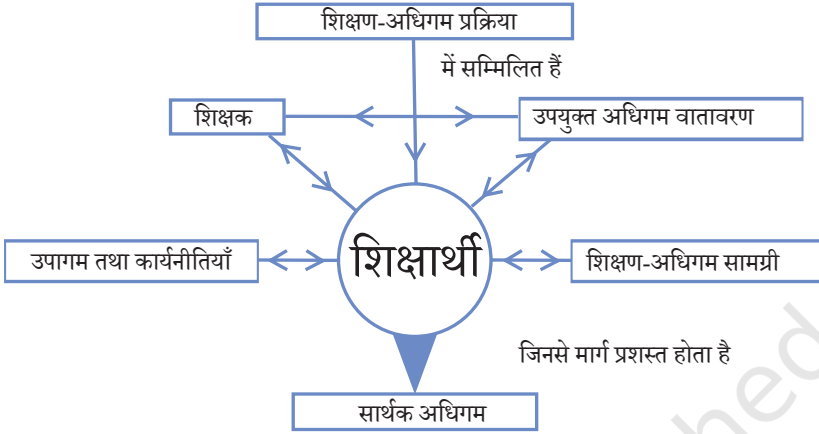 शिक्षण-अधिगम प्रक्रिया
में सम्मिलित हैं
शिक्षक
उपयुक्त अधिगम वातावरण
उपागम तथा कार्यनीतियाँ
शिक्षार्थी
शिक्षण-अधिगम सामग्री
जिनसे मार्ग प्रशस्त होता है
सार्थक अधिगम
hed